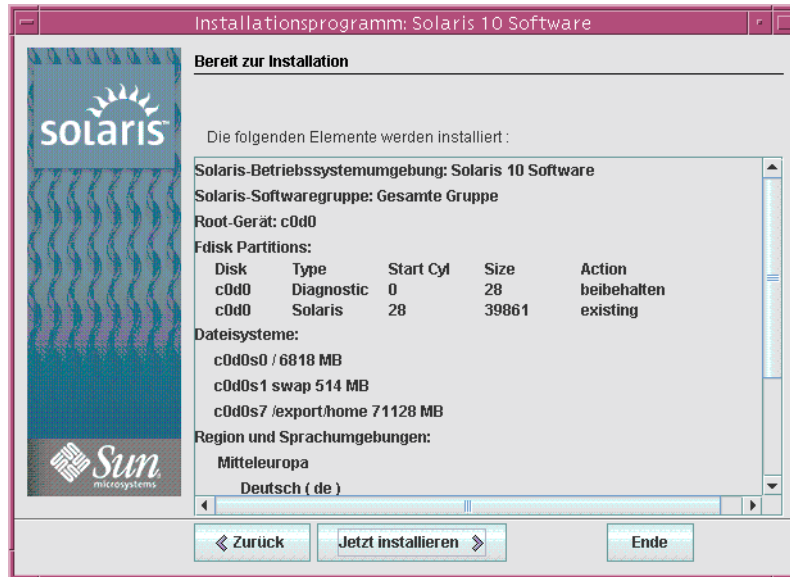 Installationsprogramm: Solaris 10 Software
solaris
Sun
microsystems
Bereit zur Installation
Die folgenden Elemente werden installiert :
Solaris-Betriebssystemumgebung: Solaris 10 Software
Solaris-Softwaregruppe: Gesamte Gruppe
Root-Gerät: c0d0
Fdisk Partitions:
Disk Type Start Cyl Size Action
c0d0 Diagnostic 0 28 beibehalten
c0d0 Solaris 28 39861 existing
Dateisysteme:
c0d0s0 / 6818 MB
c0d0s1 swap 514 MB
c0d0s7 /export/home 71128 MB
Region und Sprachumgebungen:
Mitteleuropa
Deutsch ( de )
Zurück Jetzt installieren Ende